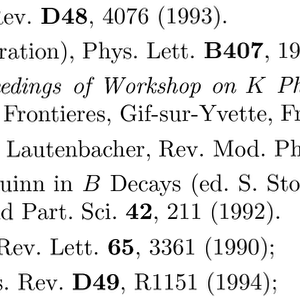 ev. D48, 4076 (1993).
ration), Phys. Lett. B407, 19
edings of Workshop on K Ph
Frontieres, Gif-sur-Yvette, Fr
Lautenbacher, Rev. Mod. Ph
uinn in B Decays (ed. S. Sto
d Part. Sci. 42, 211 (1992).
Rev. Lett. 65, 3361 (1990);
s. Rev. D49, R1151 (1994);